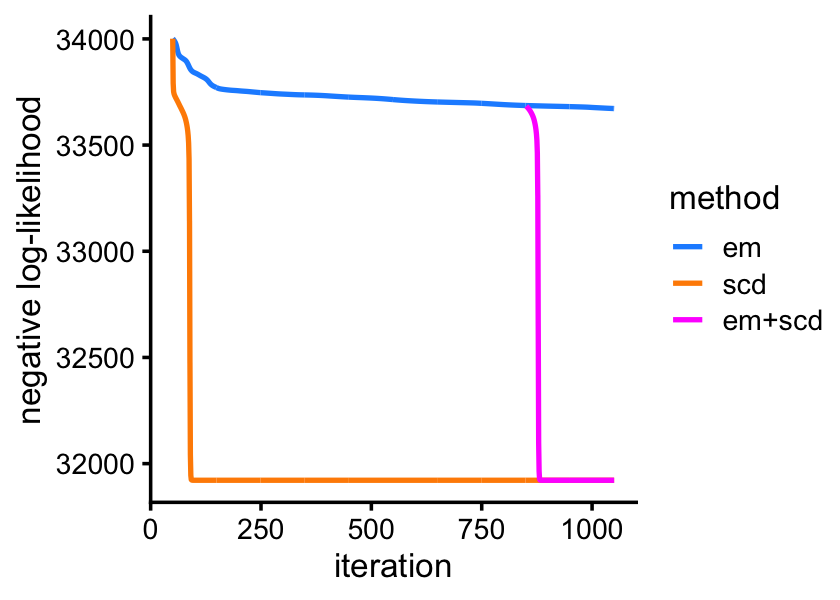 negative log-likelihood
34000
33500
33000
32500
32000
0 250 500 750 1000
iteration
method
em
scd
em+scd